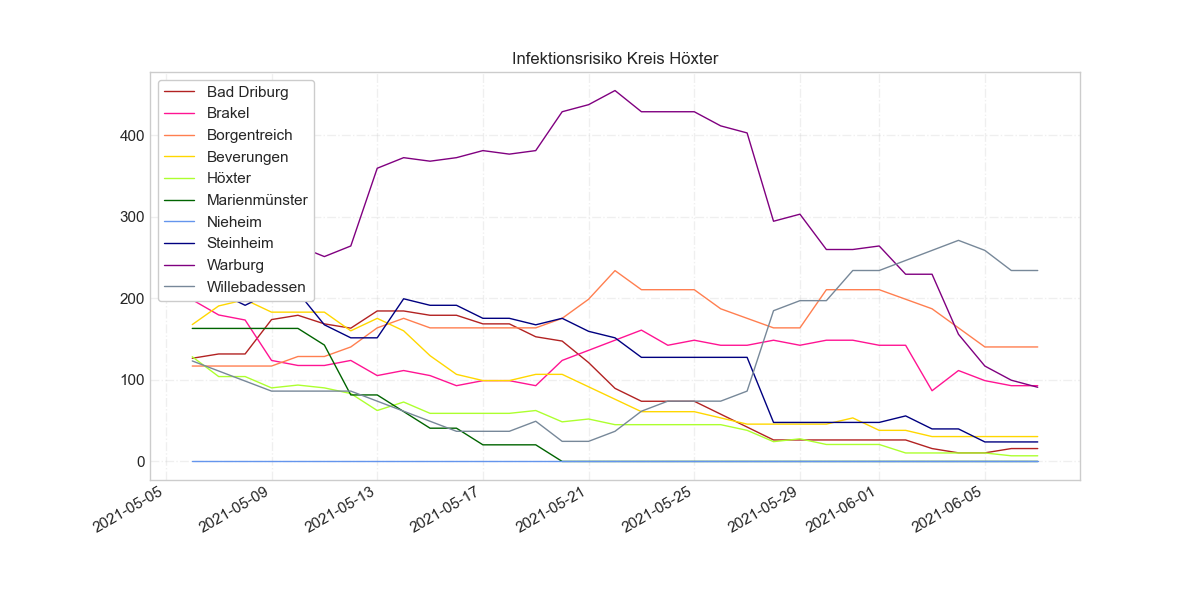 Infektionsrisiko Kreis Höxter
Bad Driburg
Brakel
Borgentreich
Beverungen
Höxter
Marienmünster
Nieheim
Steinheim
Warburg
Willebadessen
400
300
200
100
0
2021-05-05
2021-05-09
2021-05-13
2021-05-17
2021-05-21
2021-05-25
2021-05-29
2021-06-01
2021-06-05